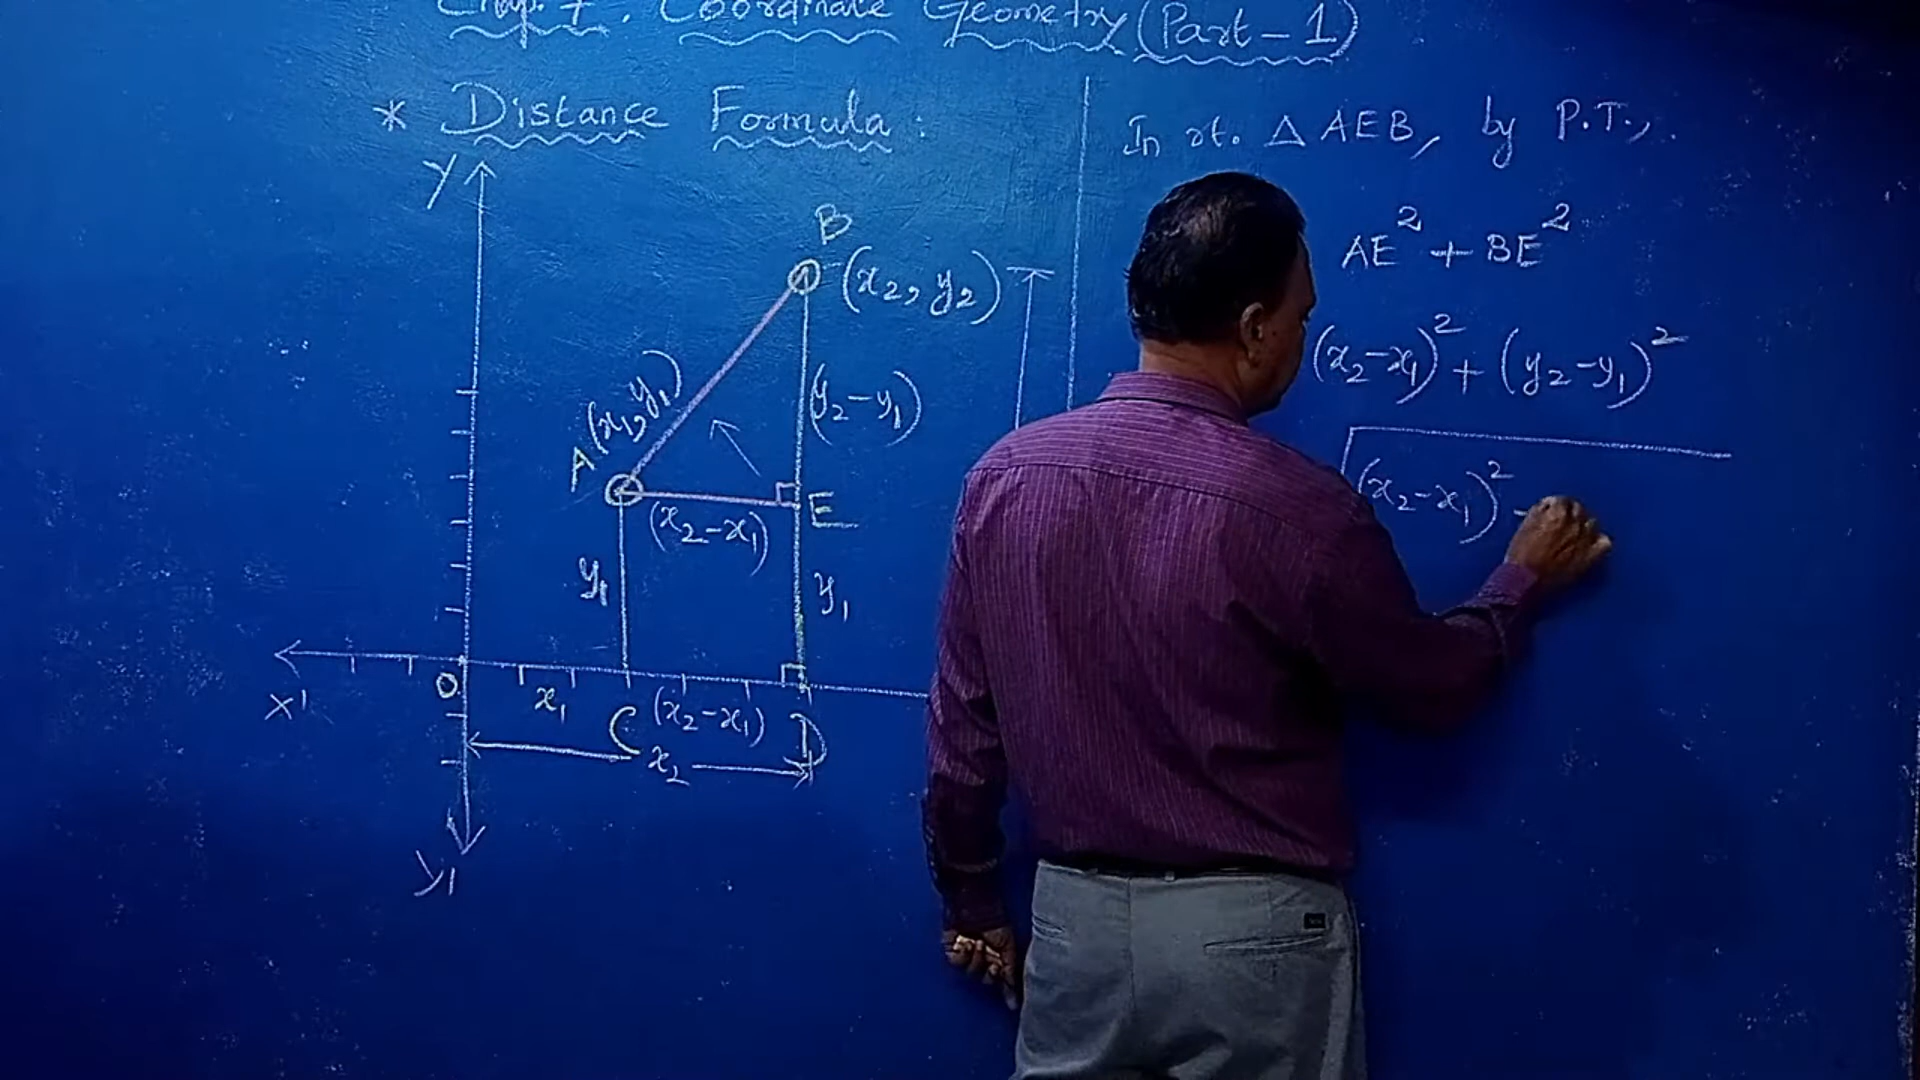 Chap. 7. Coordinate Geometry (Part-1)
* Distance Formula :
Y
B
(x₂, y₂)
(y₂-y₁)
A (x₁, y₁)
E
(x₂-x₁)
y₁
y₁
X'
O
x₁
C
(x₂-x₁)
D
x₂
Y'
In rt. △ AEB, by P.T.,
AE² + BE²
(x₂-x₁)² + (y₂-y₁)²
√(x₂-x₁)²